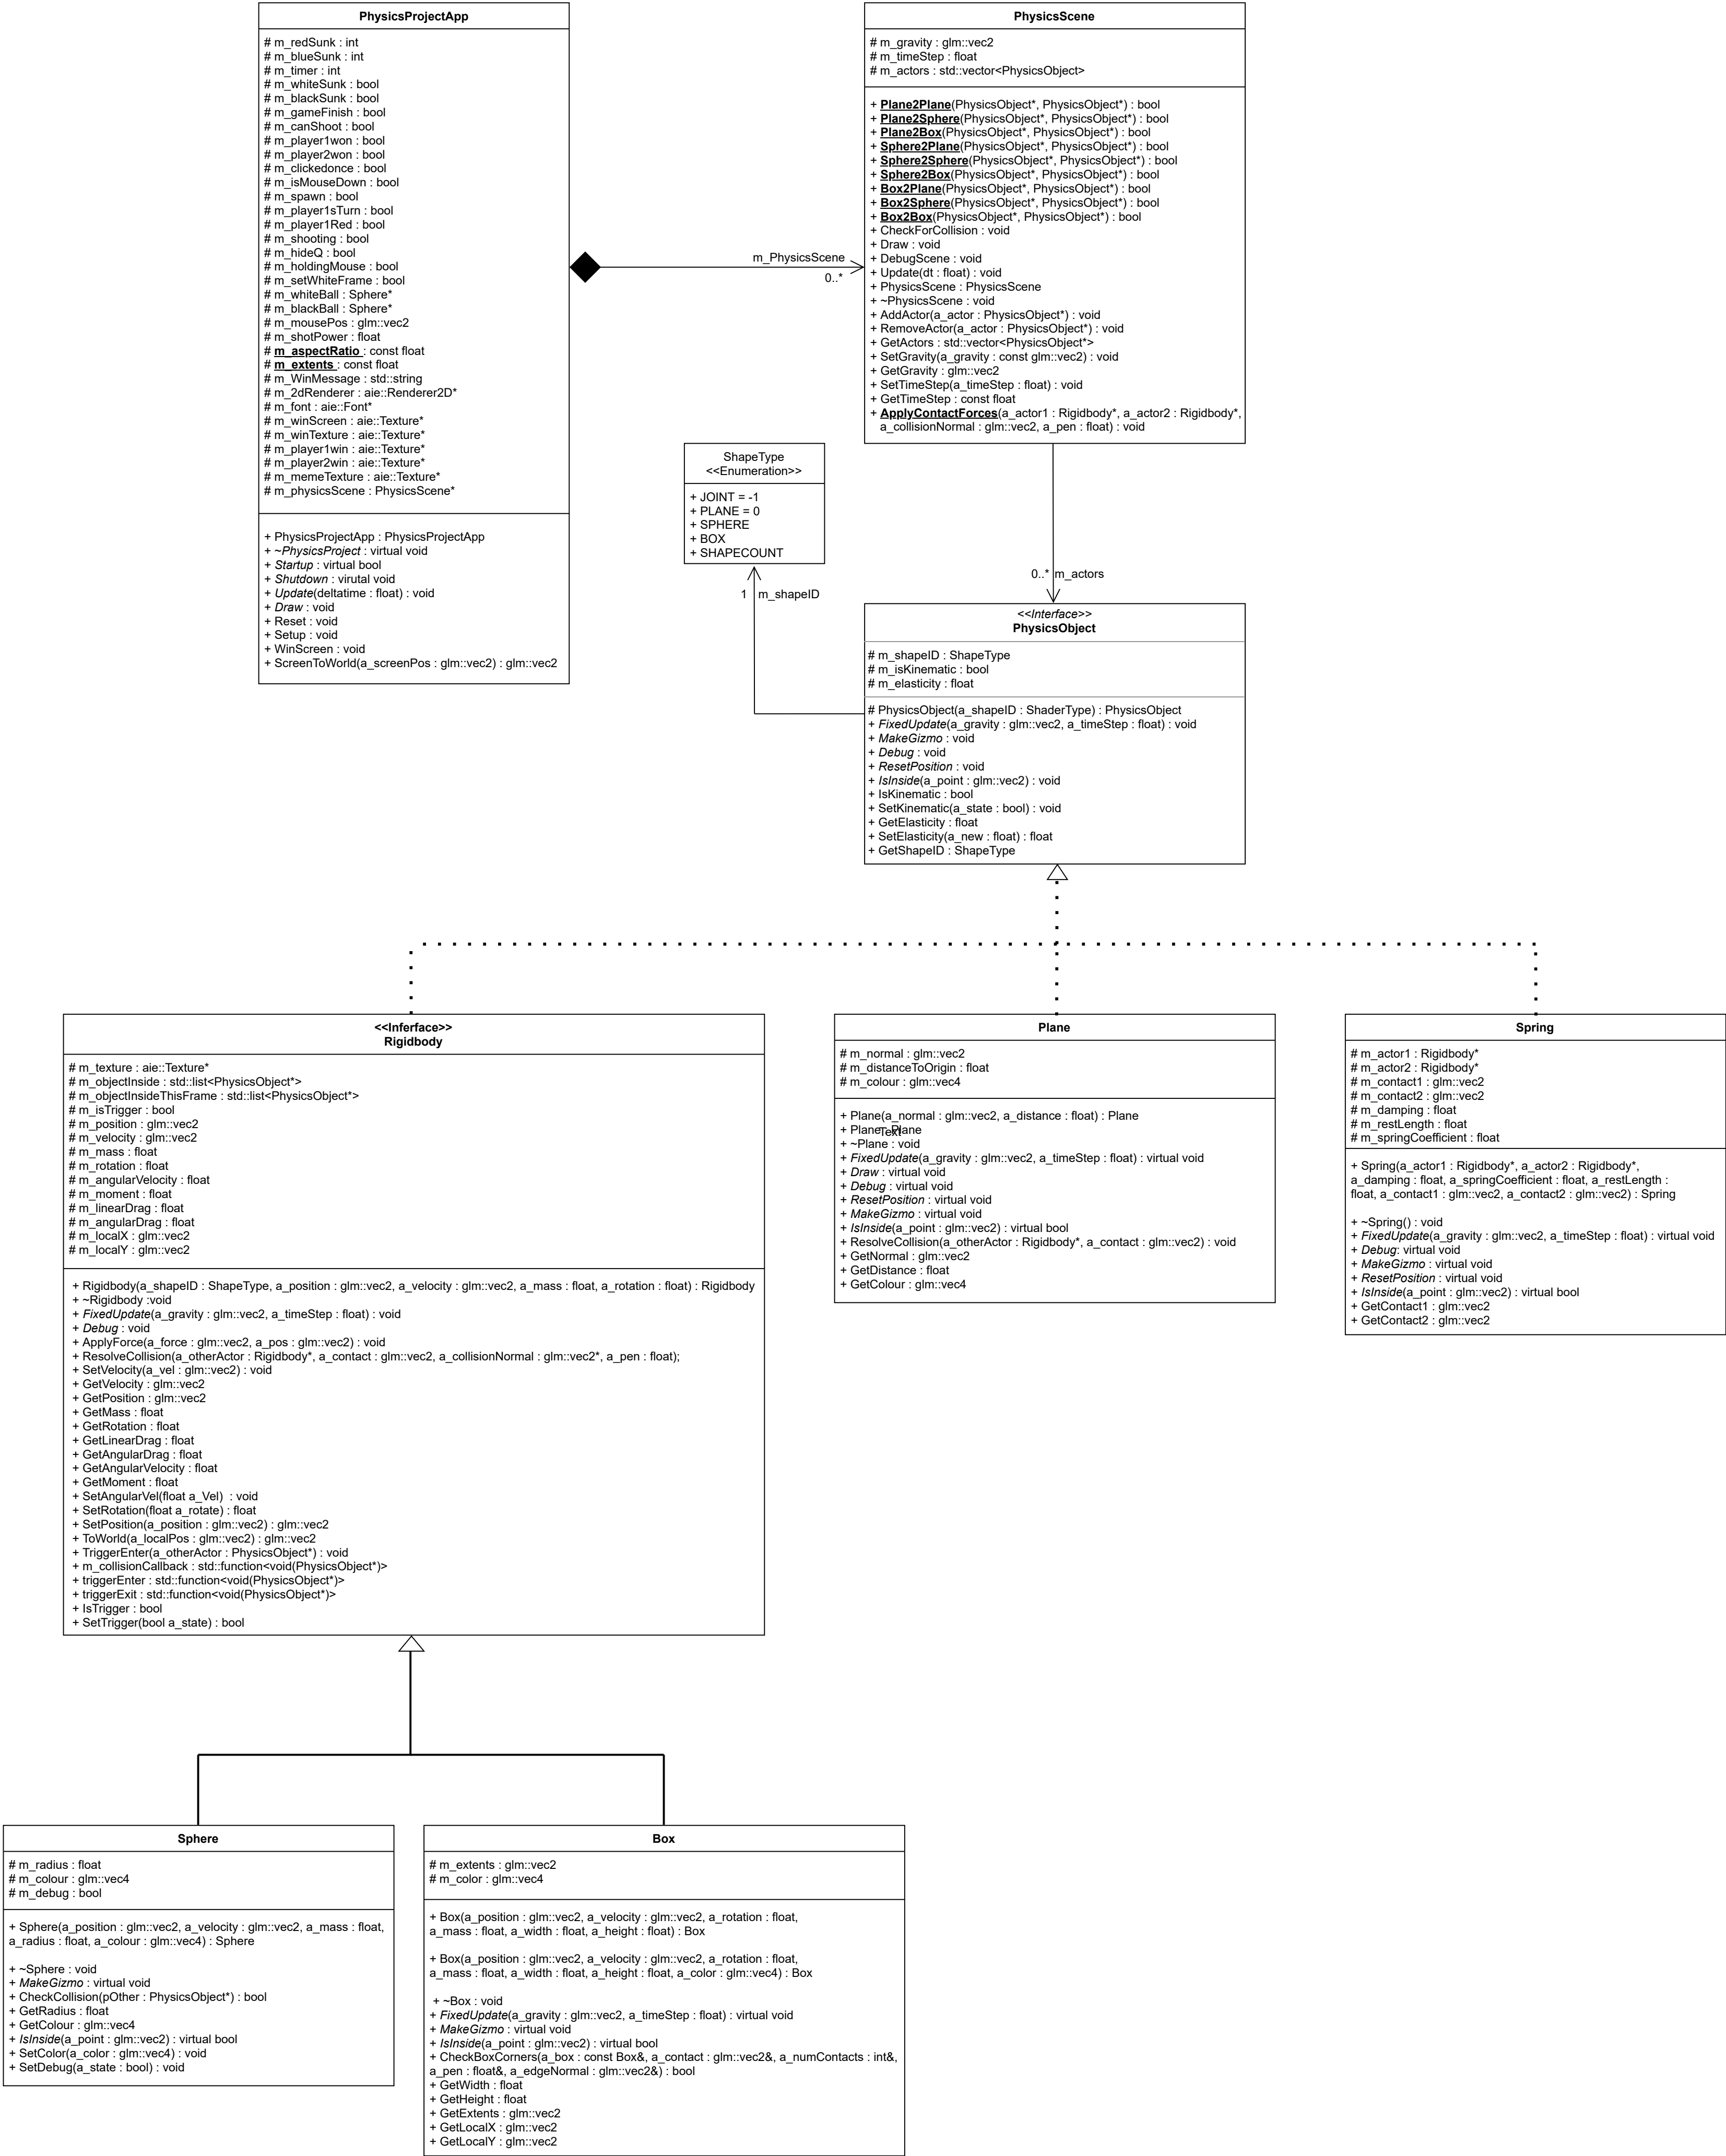 PhysicsProjectApp
# m_redSunk : int
# m_blueSunk : int
# m_timer : int
# m_whiteSunk : bool
# m_blackSunk : bool
# m_gameFinish : bool
# m_canShoot : bool
# m_player1won : bool
# m_player2won : bool
# m_clickedonce : bool
# m_isMouseDown : bool
# m_spawn : bool
# m_player1sTurn : bool
# m_player1Red : bool
# m_shooting : bool
# m_hideQ : bool
# m_holdingMouse : bool
# m_setWhiteFrame : bool
# m_whiteBall : Sphere*
# m_blackBall : Sphere*
# m_mousePos : glm::vec2
# m_shotPower : float
# m_aspectRatio : const float
# m_extents : const float
# m_WinMessage : std::string
# m_2dRenderer : aie::Renderer2D*
# m_font : aie::Font*
# m_winScreen : aie::Texture*
# m_winTexture : aie::Texture*
# m_player1win : aie::Texture*
# m_player2win : aie::Texture*
# m_memeTexture : aie::Texture*
# m_physicsScene : PhysicsScene*
+ PhysicsProjectApp : PhysicsProjectApp
+ ~PhysicsProject : virtual void
+ Startup : virtual bool
+ Shutdown : virutal void
+ Update(deltatime : float) : void
+ Draw : void
+ Reset : void
+ Setup : void
+ WinScreen : void
+ ScreenToWorld(a_screenPos : glm::vec2) : glm::vec2
m_PhysicsScene
0..*
PhysicsScene
# m_gravity : glm::vec2
# m_timeStep : float
# m_actors : std::vector<PhysicsObject>
+ Plane2Plane(PhysicsObject*, PhysicsObject*) : bool
+ Plane2Sphere(PhysicsObject*, PhysicsObject*) : bool
+ Plane2Box(PhysicsObject*, PhysicsObject*) : bool
+ Sphere2Plane(PhysicsObject*, PhysicsObject*) : bool
+ Sphere2Sphere(PhysicsObject*, PhysicsObject*) : bool
+ Sphere2Box(PhysicsObject*, PhysicsObject*) : bool
+ Box2Plane(PhysicsObject*, PhysicsObject*) : bool
+ Box2Sphere(PhysicsObject*, PhysicsObject*) : bool
+ Box2Box(PhysicsObject*, PhysicsObject*) : bool
+ CheckForCollision : void
+ Draw : void
+ DebugScene : void
+ Update(dt : float) : void
+ PhysicsScene : PhysicsScene
+ ~PhysicsScene : void
+ AddActor(a_actor : PhysicsObject*) : void
+ RemoveActor(a_actor : PhysicsObject*) : void
+ GetActors : std::vector<PhysicsObject*>
+ SetGravity(a_gravity : const glm::vec2) : void
+ GetGravity : glm::vec2
+ SetTimeStep(a_timeStep : float) : void
+ GetTimeStep : const float
+ ApplyContactForces(a_actor1 : Rigidbody*, a_actor2 : Rigidbody*,
a_collisionNormal : glm::vec2, a_pen : float) : void
ShapeType
<<Enumeration>>
+ JOINT = -1
+ PLANE = 0
+ SPHERE
+ BOX
+ SHAPECOUNT
1 m_shapeID
0..* m_actors
<<Interface>>
PhysicsObject
# m_shapeID : ShapeType
# m_isKinematic : bool
# m_elasticity : float
# PhysicsObject(a_shapeID : ShaderType) : PhysicsObject
+ FixedUpdate(a_gravity : glm::vec2, a_timeStep : float) : void
+ MakeGizmo : void
+ Debug : void
+ ResetPosition : void
+ IsInside(a_point : glm::vec2) : void
+ IsKinematic : bool
+ SetKinematic(a_state : bool) : void
+ GetElasticity : float
+ SetElasticity(a_new : float) : float
+ GetShapeID : ShapeType
<<Inferface>>
Rigidbody
# m_texture : aie::Texture*
# m_objectInside : std::list<PhysicsObject*>
# m_objectInsideThisFrame : std::list<PhysicsObject*>
# m_isTrigger : bool
# m_position : glm::vec2
# m_velocity : glm::vec2
# m_mass : float
# m_rotation : float
# m_angularVelocity : float
# m_moment : float
# m_linearDrag : float
# m_angularDrag : float
# m_localX : glm::vec2
# m_localY : glm::vec2
+ Rigidbody(a_shapeID : ShapeType, a_position : glm::vec2, a_velocity : glm::vec2, a_mass : float, a_rotation : float) : Rigidbody
+ ~Rigidbody :void
+ FixedUpdate(a_gravity : glm::vec2, a_timeStep : float) : void
+ Debug : void
+ ApplyForce(a_force : glm::vec2, a_pos : glm::vec2) : void
+ ResolveCollision(a_otherActor : Rigidbody*, a_contact : glm::vec2, a_collisionNormal : glm::vec2*, a_pen : float);
+ SetVelocity(a_vel : glm::vec2) : void
+ GetVelocity : glm::vec2
+ GetPosition : glm::vec2
+ GetMass : float
+ GetRotation : float
+ GetLinearDrag : float
+ GetAngularDrag : float
+ GetAngularVelocity : float
+ GetMoment : float
+ SetAngularVel(float a_Vel) : void
+ SetRotation(float a_rotate) : float
+ SetPosition(a_position : glm::vec2) : glm::vec2
+ ToWorld(a_localPos : glm::vec2) : glm::vec2
+ TriggerEnter(a_otherActor : PhysicsObject*) : void
+ m_collisionCallback : std::function<void(PhysicsObject*)>
+ triggerEnter : std::function<void(PhysicsObject*)>
+ triggerExit : std::function<void(PhysicsObject*)>
+ IsTrigger : bool
+ SetTrigger(bool a_state) : bool
Plane
# m_normal : glm::vec2
# m_distanceToOrigin : float
# m_colour : glm::vec4
+ Plane(a_normal : glm::vec2, a_distance : float) : Plane
+ Plane : Plane
Text
+ ~Plane : void
+ FixedUpdate(a_gravity : glm::vec2, a_timeStep : float) : virtual void
+ Draw : virtual void
+ Debug : virtual void
+ ResetPosition : virtual void
+ MakeGizmo : virtual void
+ IsInside(a_point : glm::vec2) : virtual bool
+ ResolveCollision(a_otherActor : Rigidbody*, a_contact : glm::vec2) : void
+ GetNormal : glm::vec2
+ GetDistance : float
+ GetColour : glm::vec4
Spring
# m_actor1 : Rigidbody*
# m_actor2 : Rigidbody*
# m_contact1 : glm::vec2
# m_contact2 : glm::vec2
# m_damping : float
# m_restLength : float
# m_springCoefficient : float
+ Spring(a_actor1 : Rigidbody*, a_actor2 : Rigidbody*,
a_damping : float, a_springCoefficient : float, a_restLength :
float, a_contact1 : glm::vec2, a_contact2 : glm::vec2) : Spring
+ ~Spring() : void
+ FixedUpdate(a_gravity : glm::vec2, a_timeStep : float) : virtual void
+ Debug: virtual void
+ MakeGizmo : virtual void
+ ResetPosition : virtual void
+ IsInside(a_point : glm::vec2) : virtual bool
+ GetContact1 : glm::vec2
+ GetContact2 : glm::vec2
Sphere
# m_radius : float
# m_colour : glm::vec4
# m_debug : bool
+ Sphere(a_position : glm::vec2, a_velocity : glm::vec2, a_mass : float,
a_radius : float, a_colour : glm::vec4) : Sphere
+ ~Sphere : void
+ MakeGizmo : virtual void
+ CheckCollision(pOther : PhysicsObject*) : bool
+ GetRadius : float
+ GetColour : glm::vec4
+ IsInside(a_point : glm::vec2) : virtual bool
+ SetColor(a_color : glm::vec4) : void
+ SetDebug(a_state : bool) : void
Box
# m_extents : glm::vec2
# m_color : glm::vec4
+ Box(a_position : glm::vec2, a_velocity : glm::vec2, a_rotation : float,
a_mass : float, a_width : float, a_height : float) : Box
+ Box(a_position : glm::vec2, a_velocity : glm::vec2, a_rotation : float,
a_mass : float, a_width : float, a_height : float, a_color : glm::vec4) : Box
+ ~Box : void
+ FixedUpdate(a_gravity : glm::vec2, a_timeStep : float) : virtual void
+ MakeGizmo : virtual void
+ IsInside(a_point : glm::vec2) : virtual bool
+ CheckBoxCorners(a_box : const Box&, a_contact : glm::vec2&, a_numContacts : int&,
a_pen : float&, a_edgeNormal : glm::vec2&) : bool
+ GetWidth : float
+ GetHeight : float
+ GetExtents : glm::vec2
+ GetLocalX : glm::vec2
+ GetLocalY : glm::vec2